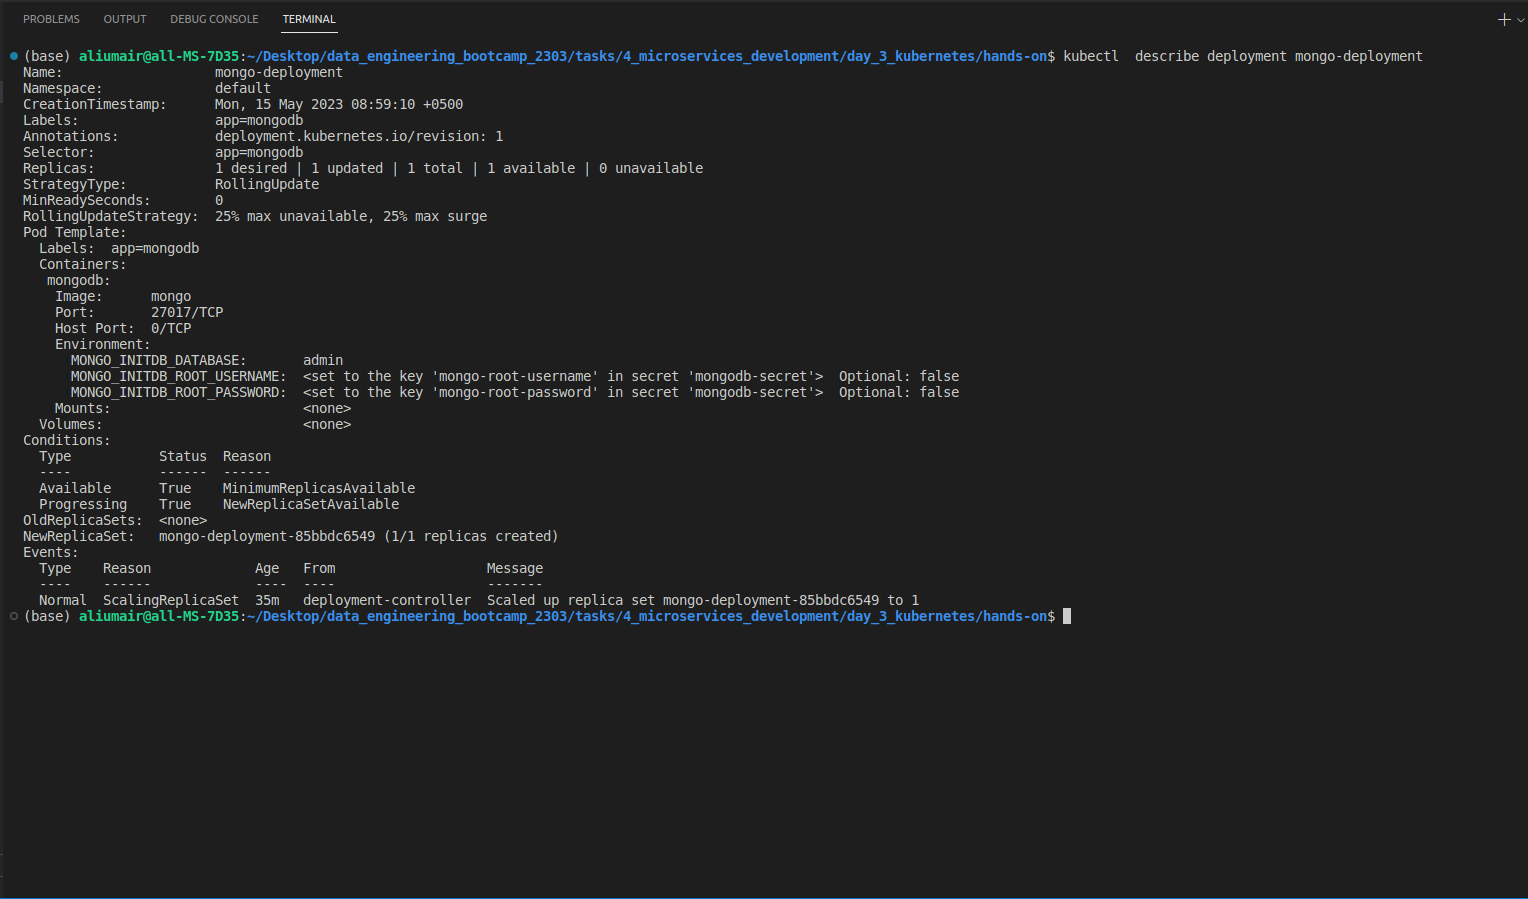 PROBLEMS OUTPUT DEBUG CONSOLE TERMINAL
(base) aliumair@all-MS-7D35:~/Desktop/data_engineering_bootcamp_2303/tasks/4_microservices_development/day_3_kubernetes/hands-on$ kubectl  describe deployment mongo-deployment
Name:                   mongo-deployment
Namespace:              default
CreationTimestamp:      Mon, 15 May 2023 08:59:10 +0500
Labels:                 app=mongodb
Annotations:            deployment.kubernetes.io/revision: 1
Selector:               app=mongodb
Replicas:               1 desired | 1 updated | 1 total | 1 available | 0 unavailable
StrategyType:           RollingUpdate
MinReadySeconds:        0
RollingUpdateStrategy:  25% max unavailable, 25% max surge
Pod Template:
  Labels:  app=mongodb
  Containers:
   mongodb:
    Image:      mongo
    Port:       27017/TCP
    Host Port:  0/TCP
    Environment:
      MONGO_INITDB_DATABASE:       admin
      MONGO_INITDB_ROOT_USERNAME:  <set to the key 'mongo-root-username' in secret 'mongodb-secret'>  Optional: false
      MONGO_INITDB_ROOT_PASSWORD:  <set to the key 'mongo-root-password' in secret 'mongodb-secret'>  Optional: false
    Mounts:                        <none>
  Volumes:                         <none>
Conditions:
  Type           Status  Reason
  ----           ------  ------
  Available      True    MinimumReplicasAvailable
  Progressing    True    NewReplicaSetAvailable
OldReplicaSets:  <none>
NewReplicaSet:   mongo-deployment-85bbdc6549 (1/1 replicas created)
Events:
  Type    Reason             Age   From                   Message
  ----    ------             ----  ----                   -------
  Normal  ScalingReplicaSet  35m   deployment-controller  Scaled up replica set mongo-deployment-85bbdc6549 to 1
(base) aliumair@all-MS-7D35:~/Desktop/data_engineering_bootcamp_2303/tasks/4_microservices_development/day_3_kubernetes/hands-on$